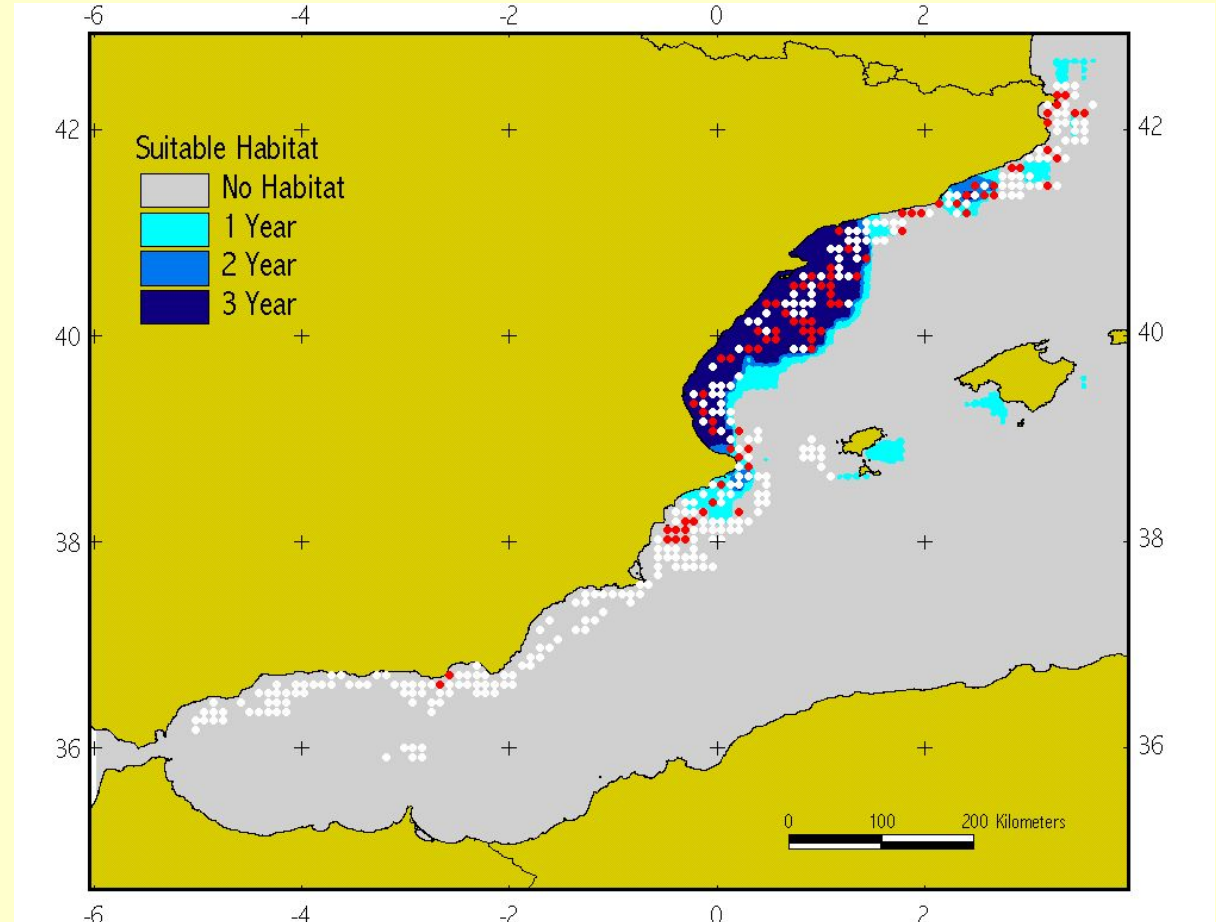 -6 -4 -2 0 2
42 42
Suitable Habitat
No Habitat
1 Year
2 Year
3 Year
40 40
38 38
36 36
0 100 200 Kilometers
-6 -4 -2 0 2